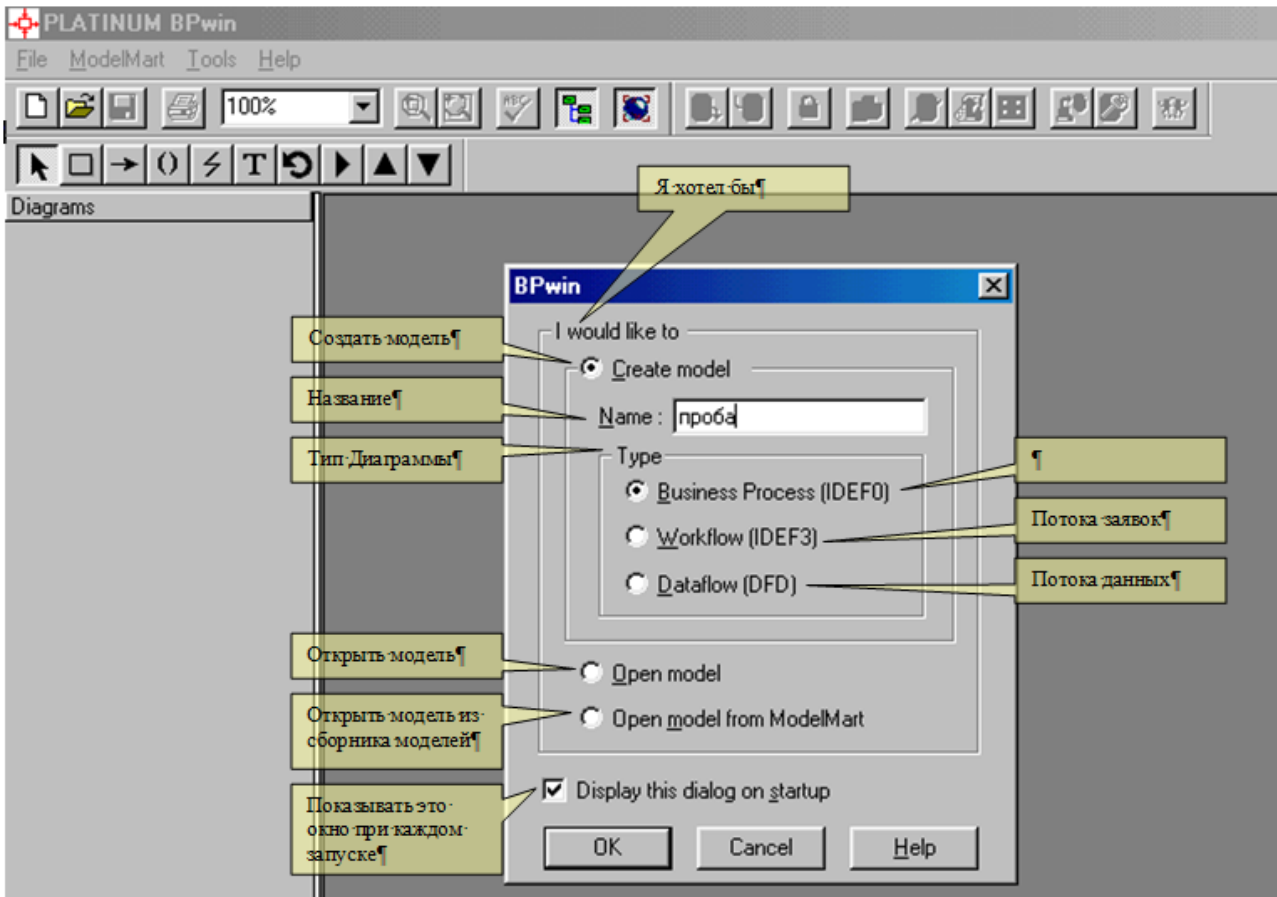 PLATINUM BPwin
File ModelMart Tools Help
100%
ABC
T
Diagrams
Я·хотел·бы¶
BPwin
I would like to
Создать·модель¶
Create model
Название¶
Name : проба
Тип·Диаграммы¶
Type
¶
Business Process (IDEF0)
Потока·заявок¶
Workflow (IDEF3)
Потока·данных¶
Dataflow (DFD)
Открыть·модель¶
Open model
Открыть·модель·из·
сборника·моделей¶
Open model from ModelMart
Показывать·это·
окно·при·каждом·
запуске¶
Display this dialog on startup
OK Cancel Help